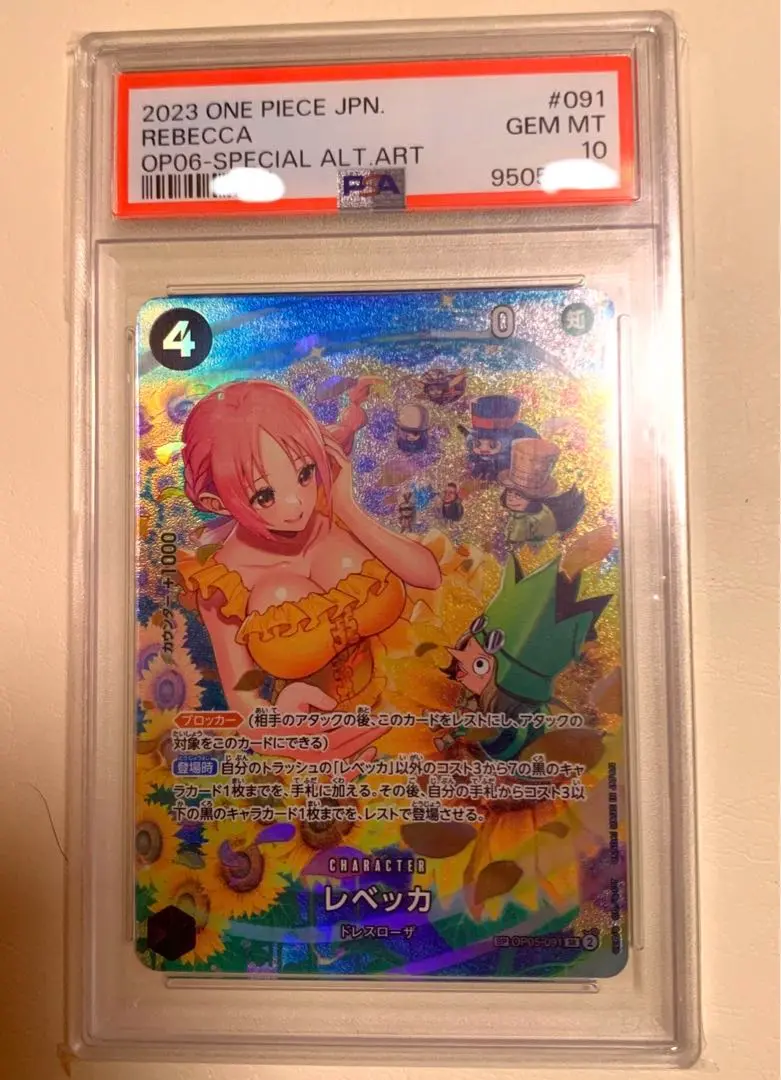 2023 ONE PIECE JPN.
#091
REBECCA
GEM MT
OP06-SPECIAL ALT.ART
10
PSA
9505
4
0
知
カウンター+1000
ブロッカー (相手のアタックの後、このカードをレストにし、アタックの
対象をこのカードにできる)
登場時 自分のトラッシュの「レベッカ」以外のコスト3から7の黒のキャ
ラカード1枚までを、手札に加える。その後、自分の手札からコスト3以
下の黒のキャラカード1枚までを、レストで登場させる。
CHARACTER
レベッカ
ドレスローザ
SP OP05-091 SR 2